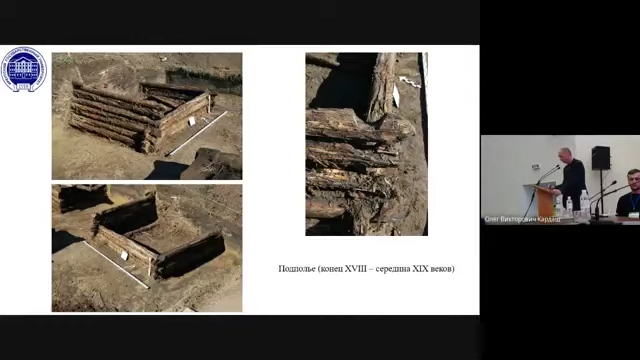 Подполье (конец XVIII – середина XIX веков)
Олег Викторович Кардаш